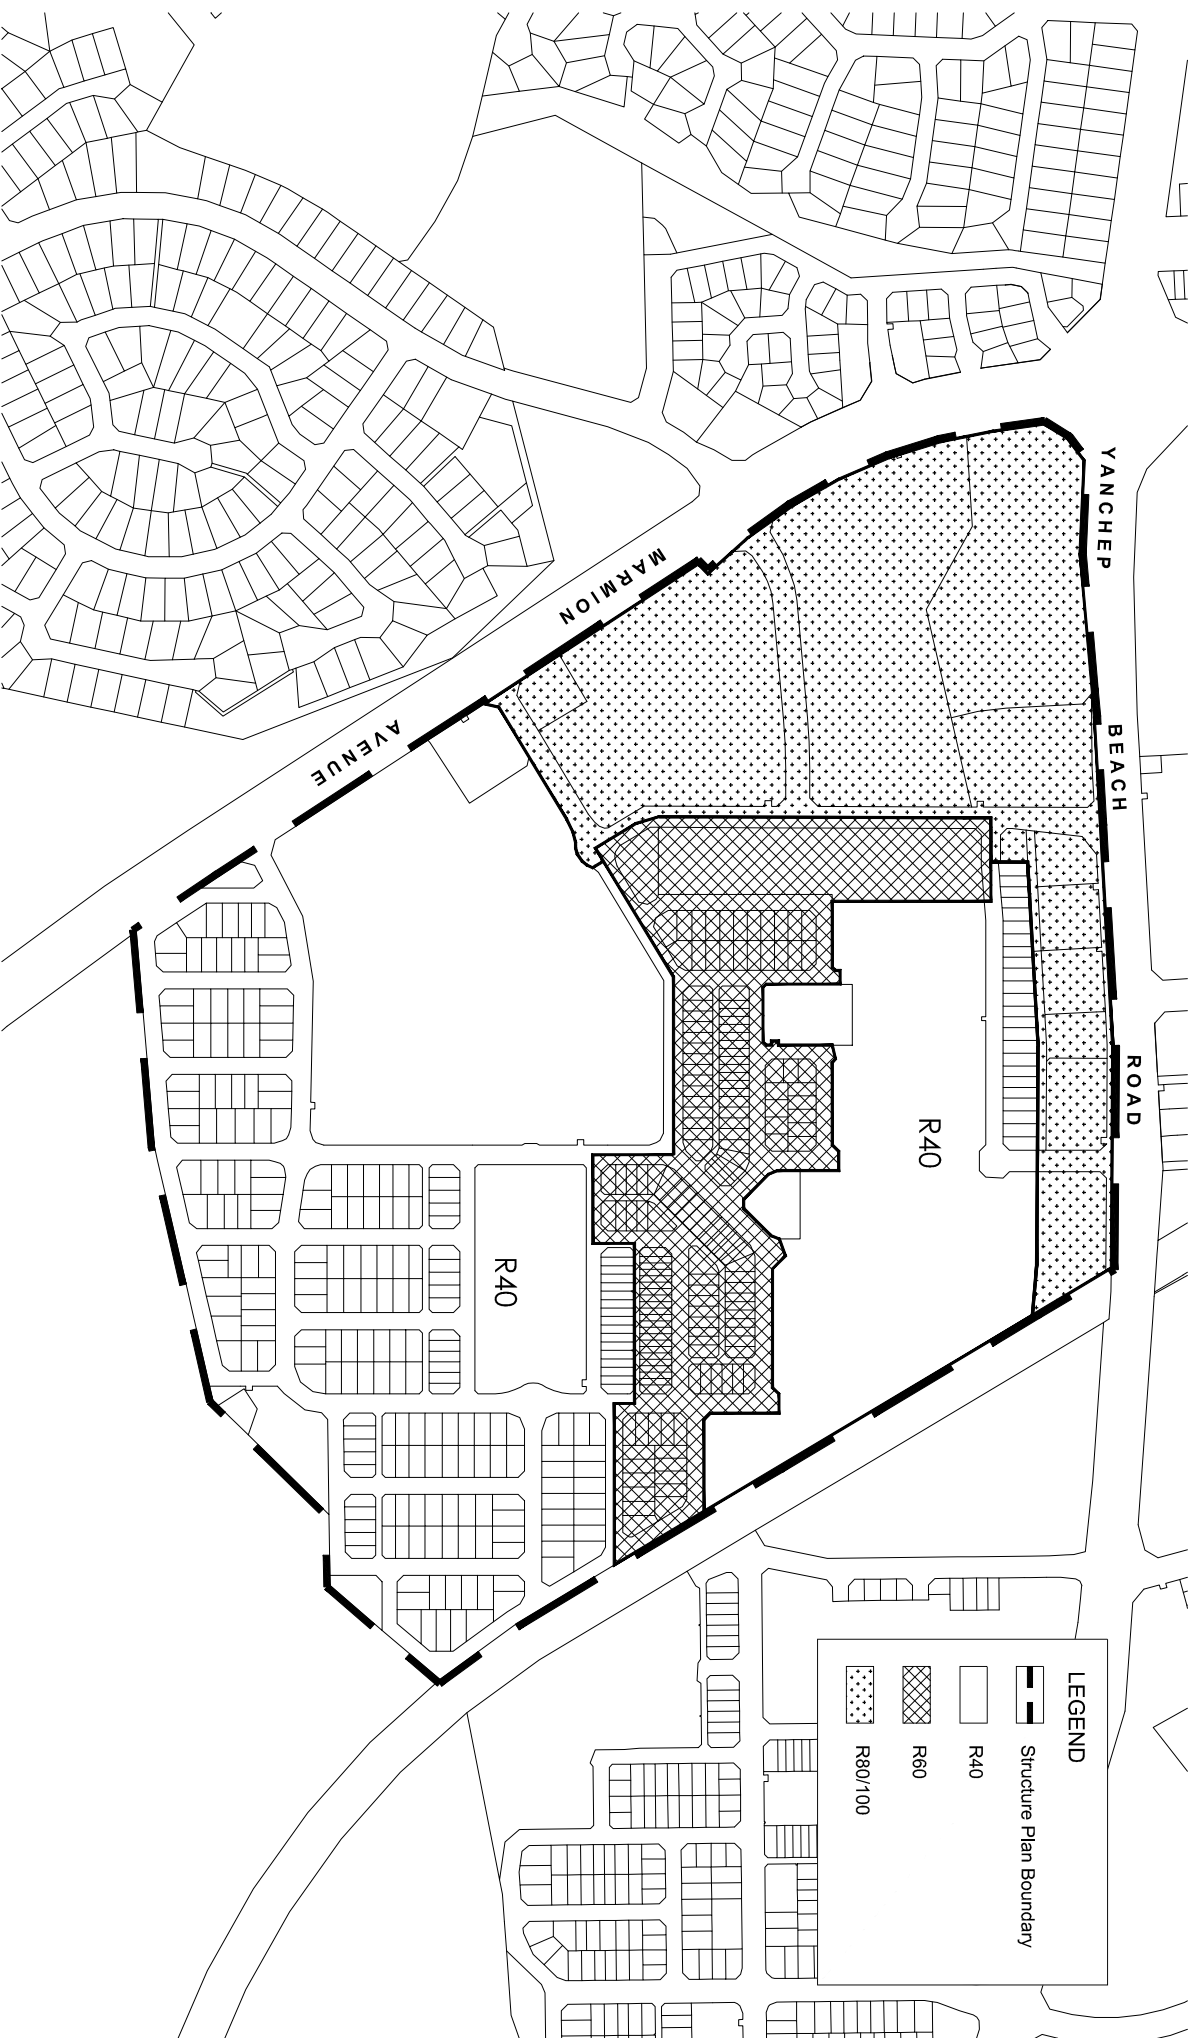 YANCHEP BEACH ROAD
MARMION AVENUE
R40
R40
LEGEND
Structure Plan Boundary
R40
R60
R80/100